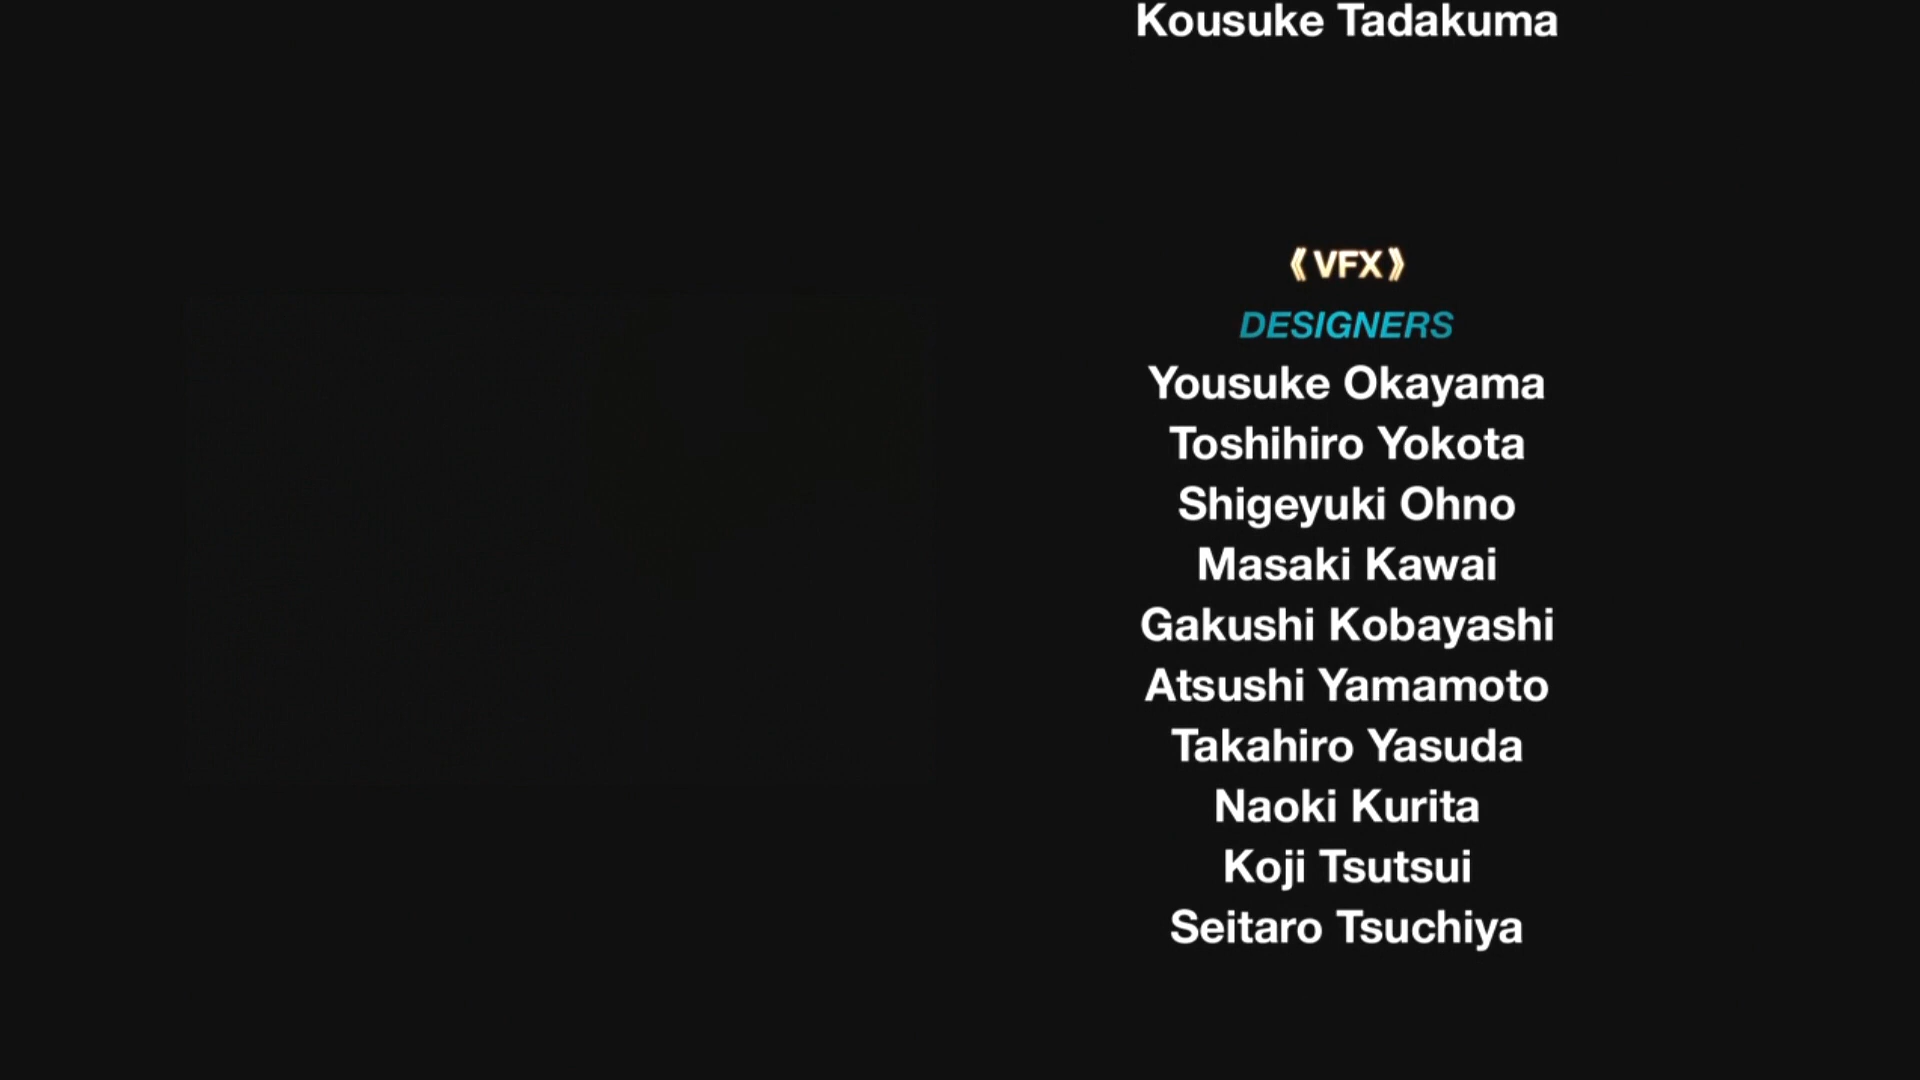 Kousuke Tadakuma
《VFX》
DESIGNERS
Yousuke Okayama
Toshihiro Yokota
Shigeyuki Ohno
Masaki Kawai
Gakushi Kobayashi
Atsushi Yamamoto
Takahiro Yasuda
Naoki Kurita
Koji Tsutsui
Seitaro Tsuchiya